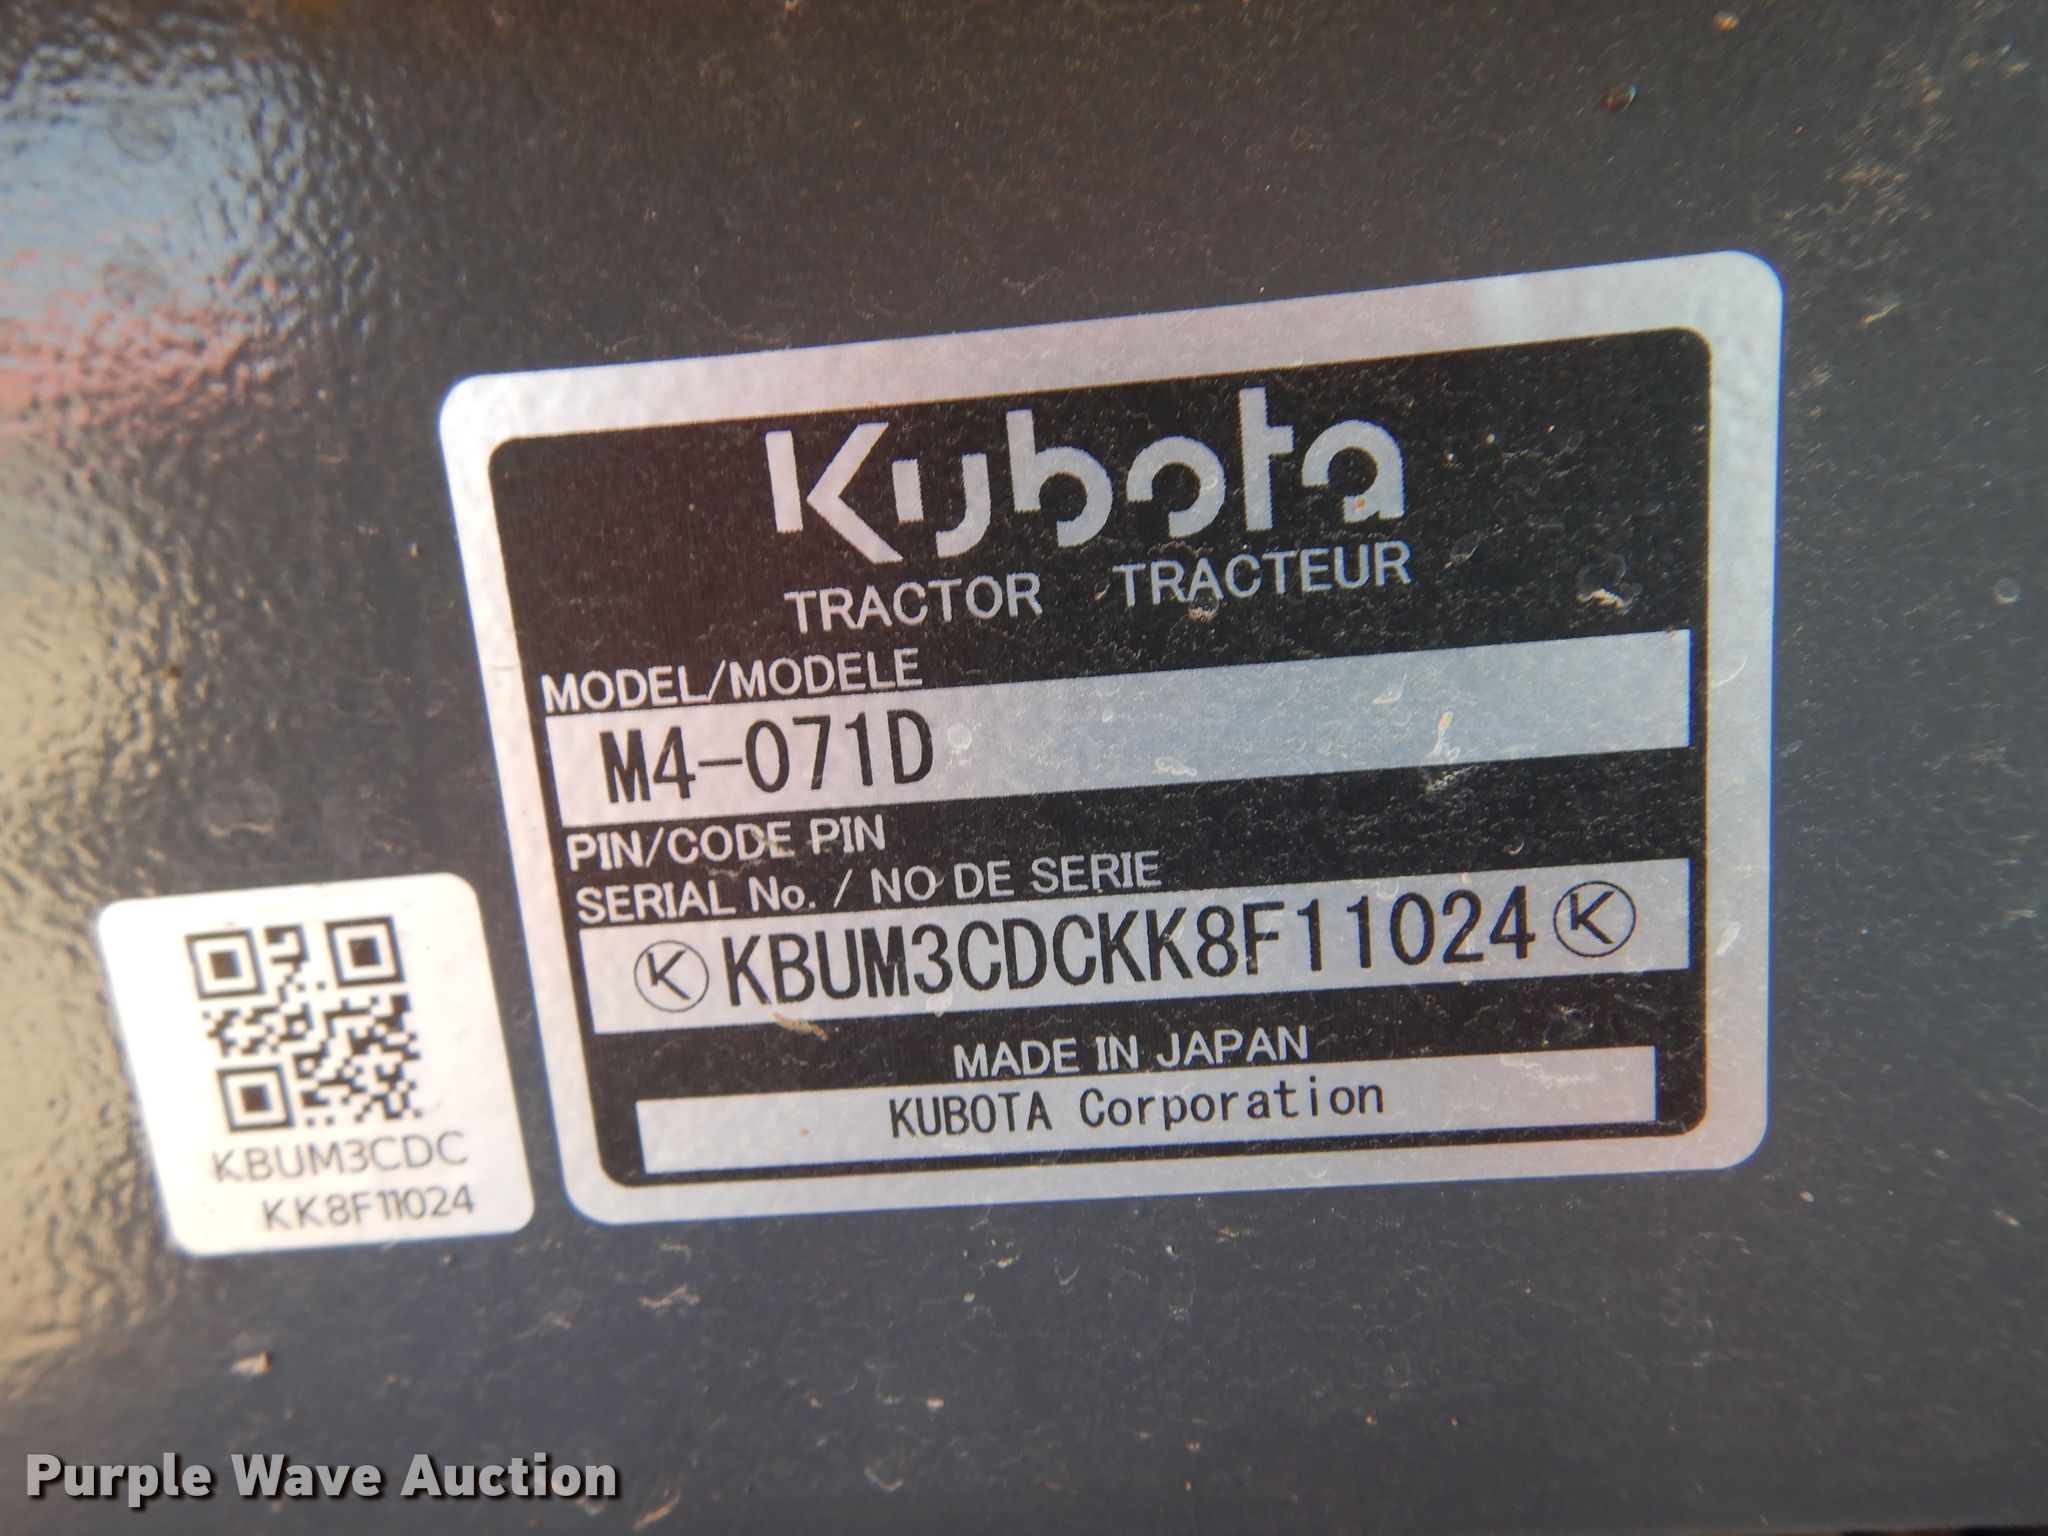 Kubota
TRACTOR TRACTEUR
MODEL/MODELE
M4-071D
PIN/CODE PIN
SERIAL No. / NO DE SERIE
K KBUM3CDCKK8F11024 K
MADE IN JAPAN
KUBOTA Corporation
KBUM3CDC
KK8F11024
Purple Wave Auction